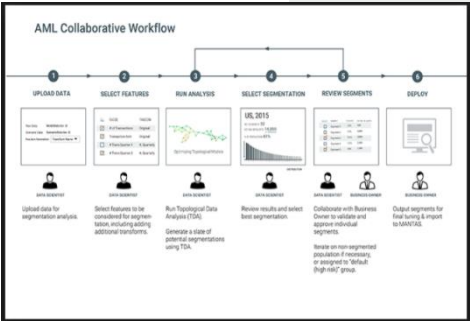 AML Collaborative Workflow
1 2 3 4 5 6
UPLOAD DATA SELECT FEATURES RUN ANALYSIS SELECT SEGMENTATION REVIEW SEGMENTS DEPLOY
US, 2015
DATA SCIENTIST DATA SCIENTIST DATA SCIENTIST DATA SCIENTIST DATA SCIENTIST BUSINESS OWNER BUSINESS OWNER
Upload data for
segmentation analysis.
Select features to be
considered for segmen-
tation, including adding
additional transforms.
Run Topological Data
Analysis (TDA).
Generate a slate of
potential segmentations
using TDA.
Review results and select
best segmentation.
Collaborate with Business
Owner to validate and
approve individual
segments.
Iterate on non-segmented
population if necessary,
or assigned to "default
(high risk)" group.
Output segments for
final tuning & import
to MANTAS.